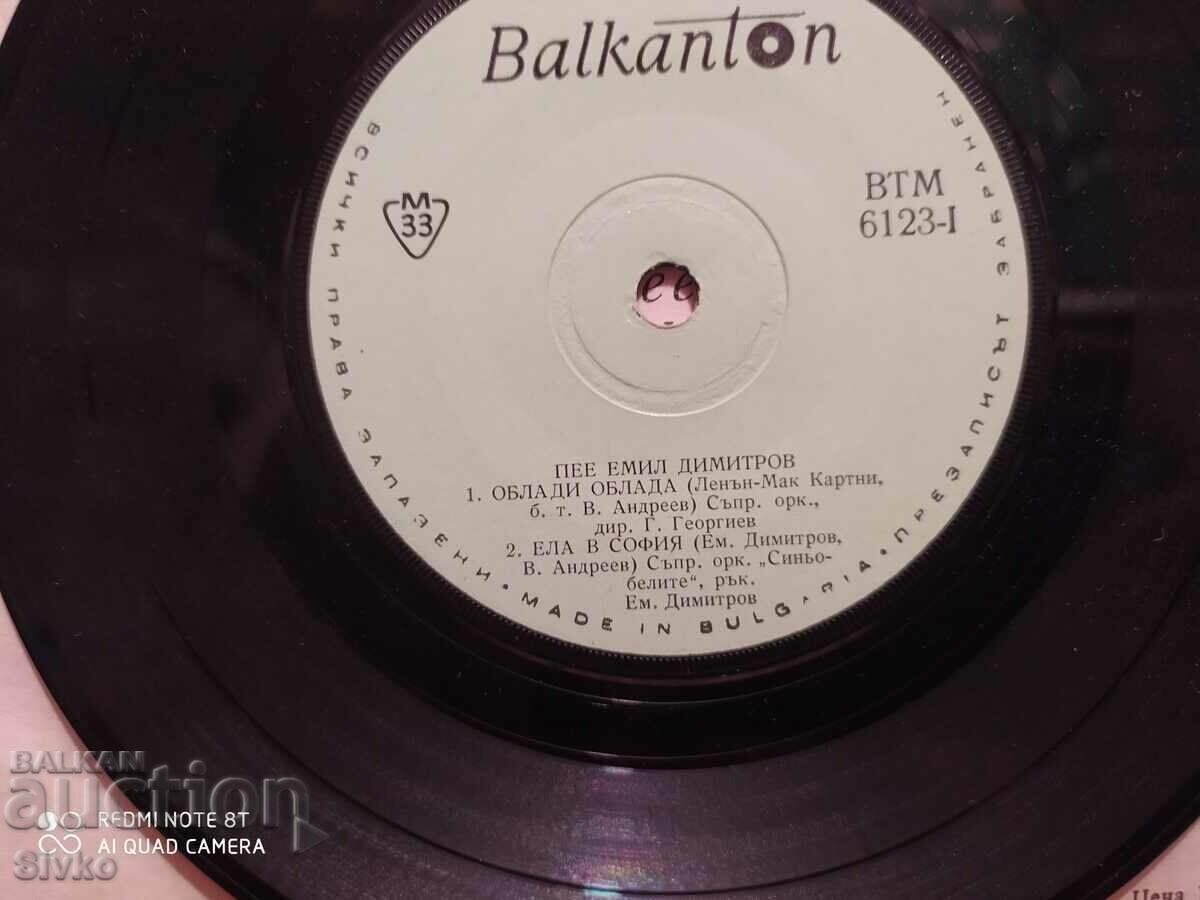 Balkanton
ВСИЧКИ ПРАВА ЗАПАЗЕНИ • MADE IN BULGARIA • ПРЕЗАПИСЪТ ЗАБРАНЕН
M
33
ВТМ
6123-I
ее
ПЕЕ ЕМИЛ ДИМИТРОВ
1. ОБЛАДИ ОБЛАДА (Ленън-Мак Картни,
б. т. В. Андреев) Съпр. орк.,
дир. Г. Георгиев
2. ЕЛА В СОФИЯ (Ем. Димитров,
В. Андреев) Съпр. орк. „Синьо-
белите“, рък.
Ем. Димитров
BALKAN
auction
REDMI NOTE 8T
AI QUAD CAMERA
Sivko
Цена